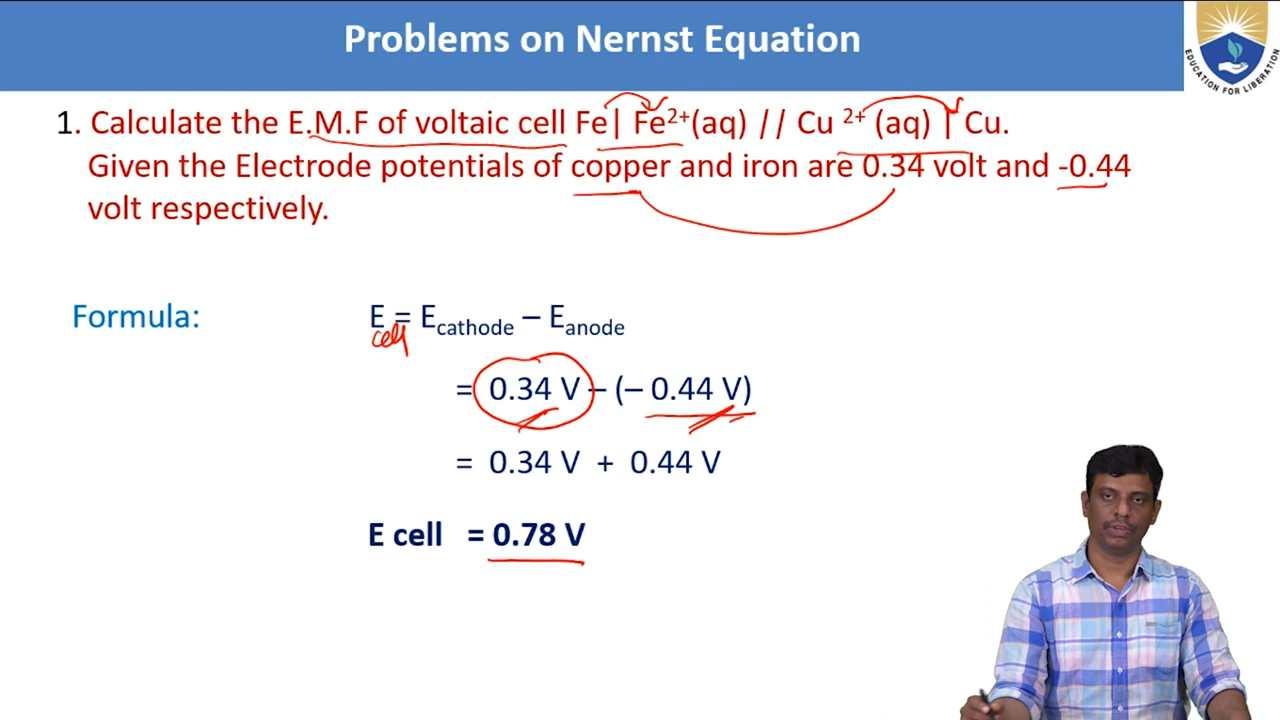 Problems on Nernst Equation
EDUCATION FOR LIBERATION
1. Calculate the E.M.F of voltaic cell Fe| Fe²⁺(aq) // Cu ²⁺ (aq) | Cu.
Given the Electrode potentials of copper and iron are 0.34 volt and -0.44
volt respectively.
Formula: E = E cathode – E anode
cell
= 0.34 V – (– 0.44 V)
= 0.34 V + 0.44 V
E cell = 0.78 V